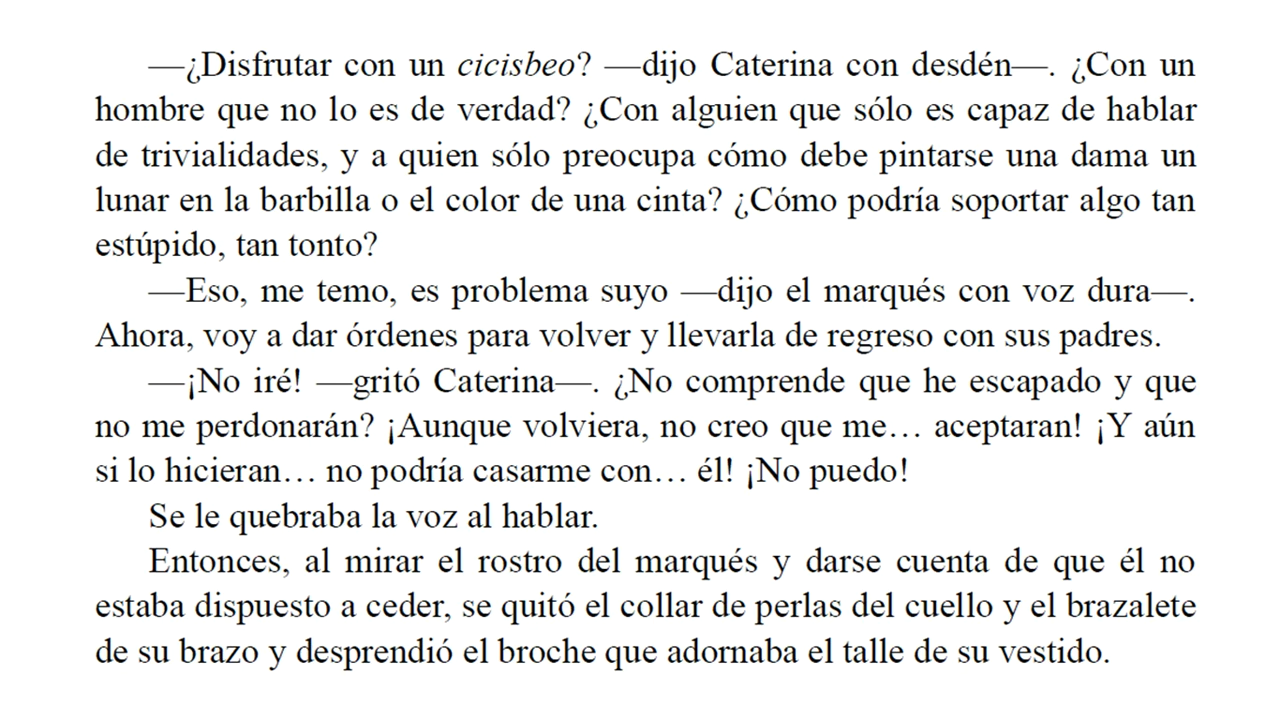 —¿Disfrutar con un cicisbeo? —dijo Caterina con desdén—. ¿Con un
hombre que no lo es de verdad? ¿Con alguien que sólo es capaz de hablar
de trivialidades, y a quien sólo preocupa cómo debe pintarse una dama un
lunar en la barbilla o el color de una cinta? ¿Cómo podría soportar algo tan
estúpido, tan tonto?
—Eso, me temo, es problema suyo —dijo el marqués con voz dura—.
Ahora, voy a dar órdenes para volver y llevarla de regreso con sus padres.
—¡No iré! —gritó Caterina—. ¿No comprende que he escapado y que
no me perdonarán? ¡Aunque volviera, no creo que me… aceptaran! ¡Y aún
si lo hicieran… no podría casarme con… él! ¡No puedo!
Se le quebraba la voz al hablar.
Entonces, al mirar el rostro del marqués y darse cuenta de que él no
estaba dispuesto a ceder, se quitó el collar de perlas del cuello y el brazalete
de su brazo y desprendió el broche que adornaba el talle de su vestido.